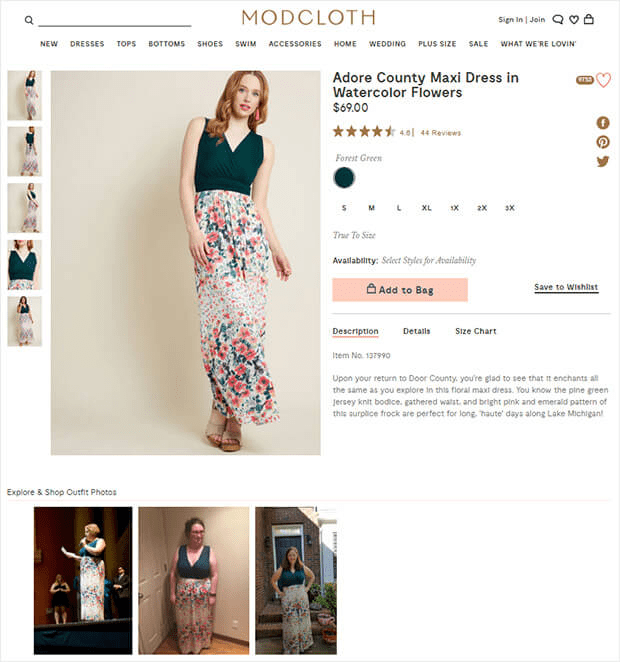 MODCLOTH
Sign In | Join
NEW DRESSES TOPS BOTTOMS SHOES SWIM ACCESSORIES HOME WEDDING PLUS SIZE SALE WHAT WE'RE LOVIN'
Adore County Maxi Dress in
Watercolor Flowers
$69.00
9753
4.6 | 44 Reviews
Forest Green
S M L XL 1X 2X 3X
True To Size
Availability: Select Styles for Availability
Add to Bag
Save to Wishlist
Description Details Size Chart
Item No. 137990
Upon your return to Door County, you're glad to see that it enchants all
the same as you explore in this floral maxi dress. You know the pine green
jersey knit bodice, gathered waist, and bright pink and emerald pattern of
this surplice frock are perfect for long, 'haute' days along Lake Michigan!
Explore & Shop Outfit Photos